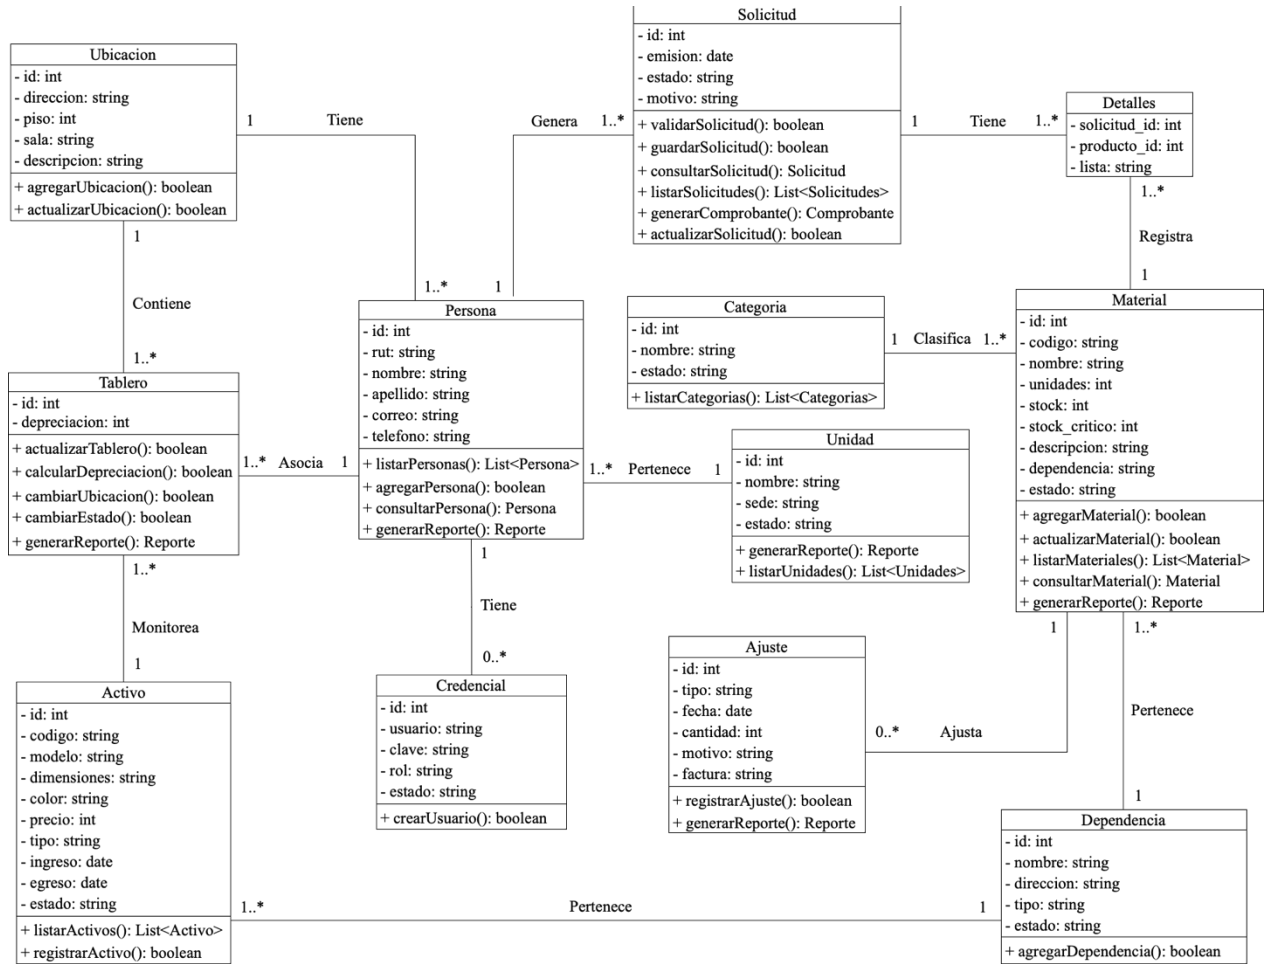 Solicitud
- id: int
- emision: date
- estado: string
- motivo: string
+ validarSolicitud(): boolean
+ guardarSolicitud(): boolean
+ consultarSolicitud(): Solicitud
+ listarSolicitudes(): List<Solicitudes>
+ generarComprobante(): Comprobante
+ actualizarSolicitud(): boolean
Ubicacion
- id: int
- direccion: string
- piso: int
- sala: string
- descripcion: string
+ agregarUbicacion(): boolean
+ actualizarUbicacion(): boolean
1 Tiene
1..*
Genera 1..*
1
1 Tiene 1..*
Detalles
- solicitud_id: int
- producto_id: int
- lista: string
1..*
Registra
1
1
Contiene
1..*
Tablero
- id: int
- depreciacion: int
+ actualizarTablero(): boolean
+ calcularDepreciacion(): boolean
+ cambiarUbicacion(): boolean
+ cambiarEstado(): boolean
+ generarReporte(): Reporte
1..* Asocia 1
Persona
- id: int
- rut: string
- nombre: string
- apellido: string
- correo: string
- telefono: string
+ listarPersonas(): List<Persona>
+ agregarPersona(): boolean
+ consultarPersona(): Persona
+ generarReporte(): Reporte
Categoria
- id: int
- nombre: string
- estado: string
+ listarCategorias(): List<Categorias>
1 Clasifica 1..*
Material
- id: int
- codigo: string
- nombre: string
- unidades: int
- stock: int
- stock_critico: int
- descripcion: string
- dependencia: string
- estado: string
+ agregarMaterial(): boolean
+ actualizarMaterial(): boolean
+ listarMateriales(): List<Material>
+ consultarMaterial(): Material
+ generarReporte(): Reporte
1..* Pertenece 1
Unidad
- id: int
- nombre: string
- sede: string
- estado: string
+ generarReporte(): Reporte
+ listarUnidades(): List<Unidades>
1..*
Monitorea
1
1
Tiene
0..*
Activo
- id: int
- codigo: string
- modelo: string
- dimensiones: string
- color: string
- precio: int
- tipo: string
- ingreso: date
- egreso: date
- estado: string
+ listarActivos(): List<Activo>
+ registrarActivo(): boolean
Credencial
- id: int
- usuario: string
- clave: string
- rol: string
- estado: string
+ crearUsuario(): boolean
Ajuste
- id: int
- tipo: string
- fecha: date
- cantidad: int
- motivo: string
- factura: string
+ registrarAjuste(): boolean
+ generarReporte(): Reporte
1
0..* Ajusta
1..*
Pertenece
1
Dependencia
- id: int
- nombre: string
- direccion: string
- tipo: string
- estado: string
+ agregarDependencia(): boolean
1..* Pertenece 1